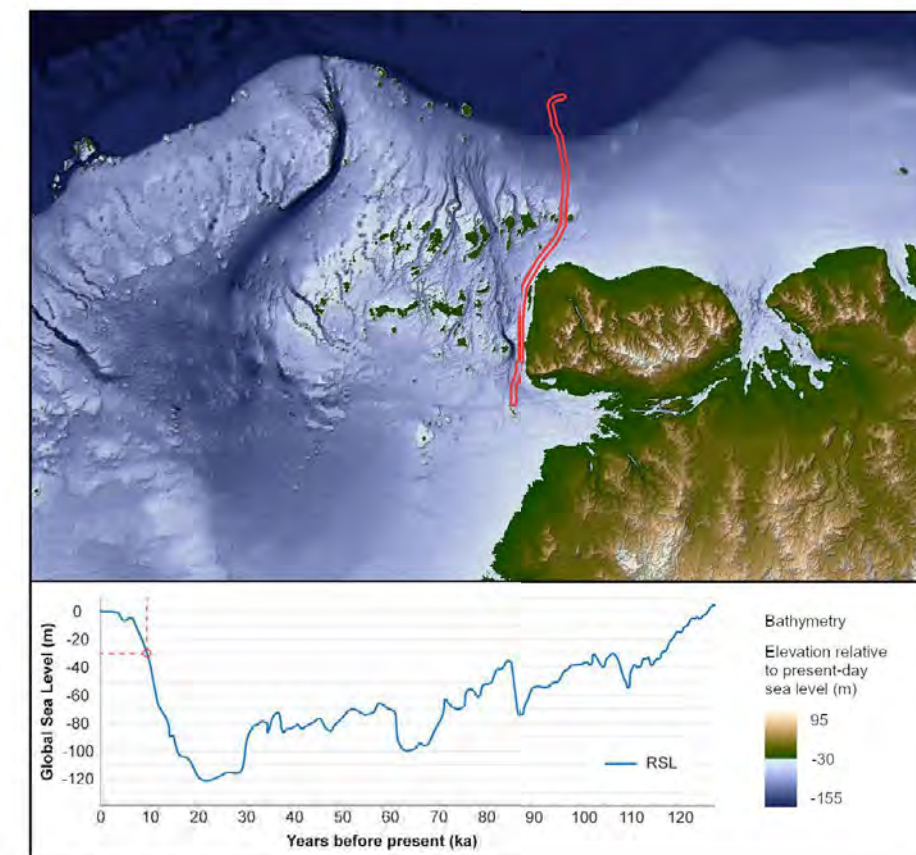 0
-20
-40
-60
-80
-100
-120
Global Sea Level (m)
0 10 20 30 40 50 60 70 80 90 100 110 120
Years before present (ka)
RSL
Bathymetry
Elevation relative
to present-day
sea level (m)
95
-30
-155